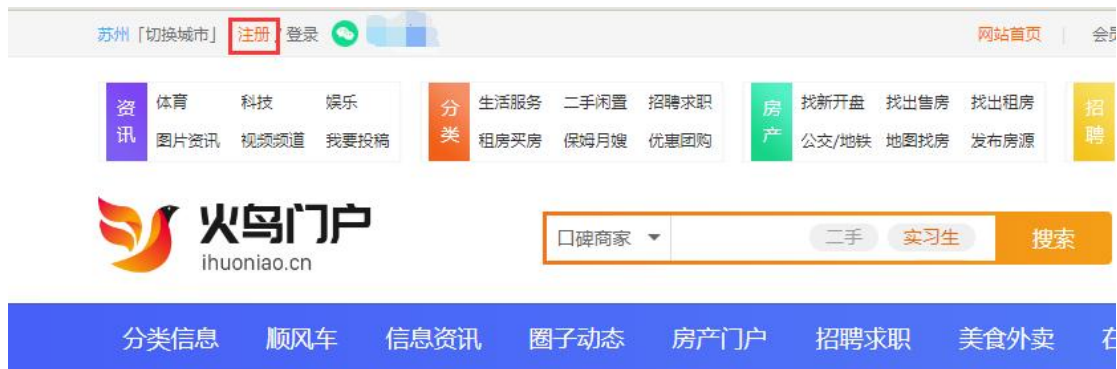 苏州「切换城市」 注册 / 登录 网站首页 | 会员
资讯 体育 科技 娱乐 分类 生活服务 二手闲置 招聘求职 房产 找新开盘 找出售房 找出租房 招聘
图片资讯 视频频道 我要投稿 租房买房 保姆月嫂 优惠团购 公交/地铁 地图找房 发布房源
火鸟门户
ihuoniao.cn
口碑商家 二手 实习生 搜索
分类信息 顺风车 信息资讯 圈子动态 房产门户 招聘求职 美食外卖 在